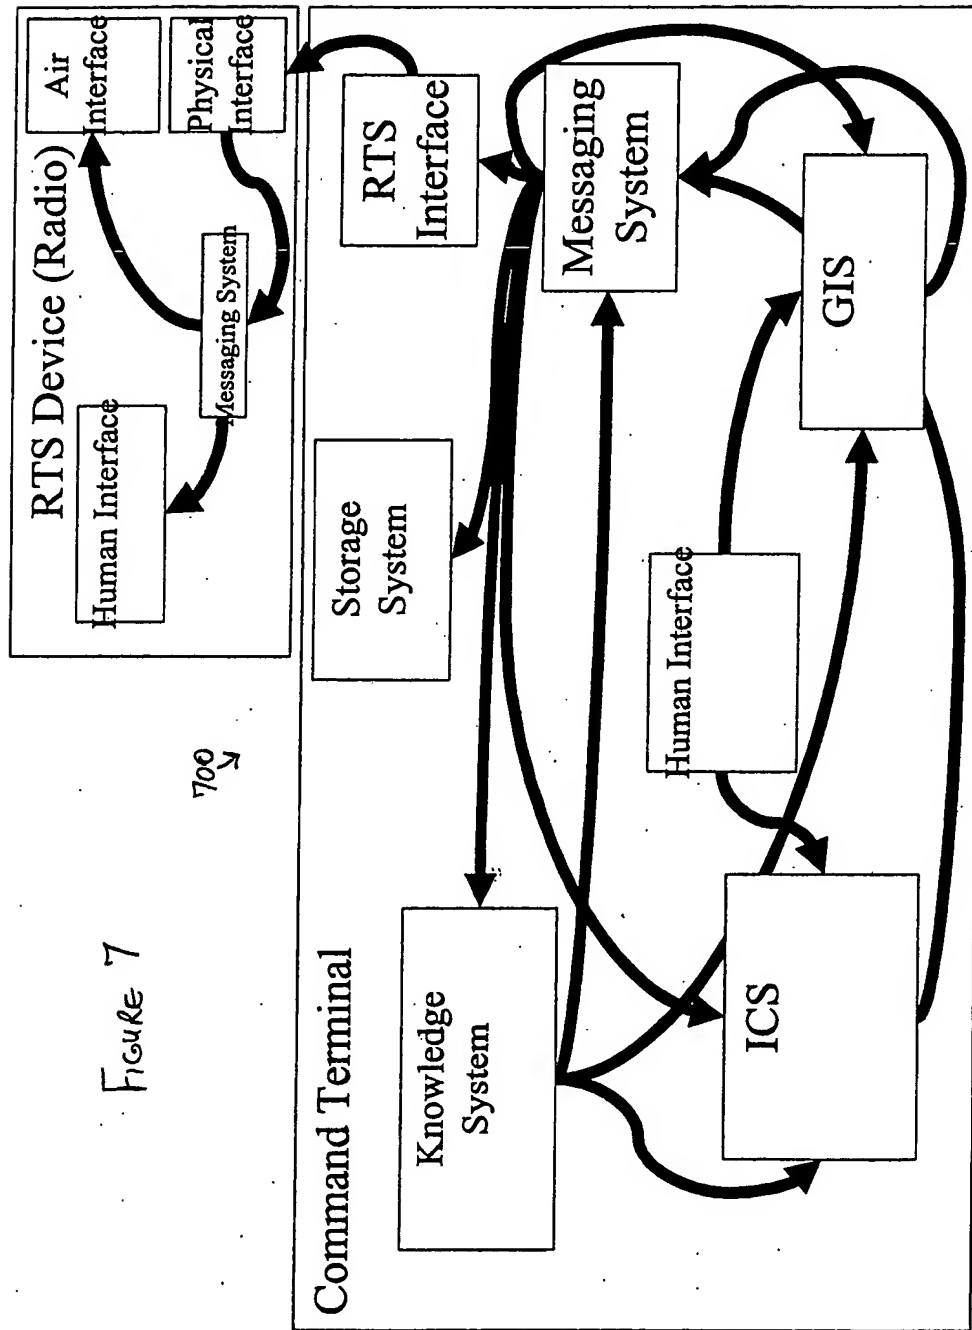 FIGURE 7
700
RTS Device (Radio)
Human Interface
Messaging System
Air
Interface
Physical
Interface
Command Terminal
Knowledge
System
Storage
System
RTS
Interface
ICS
Human Interface
Messaging
System
GIS